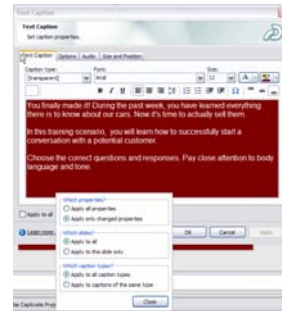 Text Caption
Text Caption
Set caption properties.
Text Caption Options Audio Size and Position
Caption type: Font: Size:
[transparent] Arial 12
You finally made it! During the past week, you have learned everything
there is to know about our cars. Now it's time to actually sell them.
In this training scenario, you will learn how to successfully start a
conversation with a potential customer.
Choose the correct questions and responses. Pay close attention to body
language and tone.
Apply to all
Which properties?
Apply all properties
Apply only changed properties
Learn more
OK Cancel Apply
Which slides?
Apply to all
Apply to the slide only
Which caption types?
Apply to all caption types
Apply to captions of the same type
Close